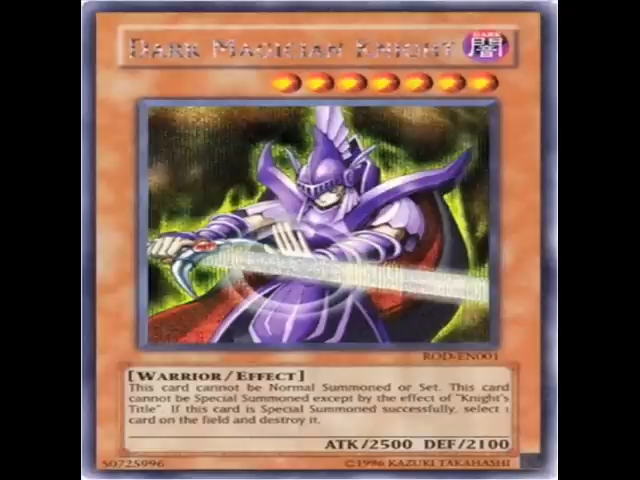 DARK MAGICIAN KNIGHT
DARK
闇
ROD-EN001
[WARRIOR/EFFECT]
This card cannot be Normal Summoned or Set. This card
cannot be Special Summoned except by the effect of "Knight's
Title". If this card is Special Summoned successfully, select 1
card on the field and destroy it.
ATK/2500 DEF/2100
50725996
©1996 KAZUKI TAKAHASHI